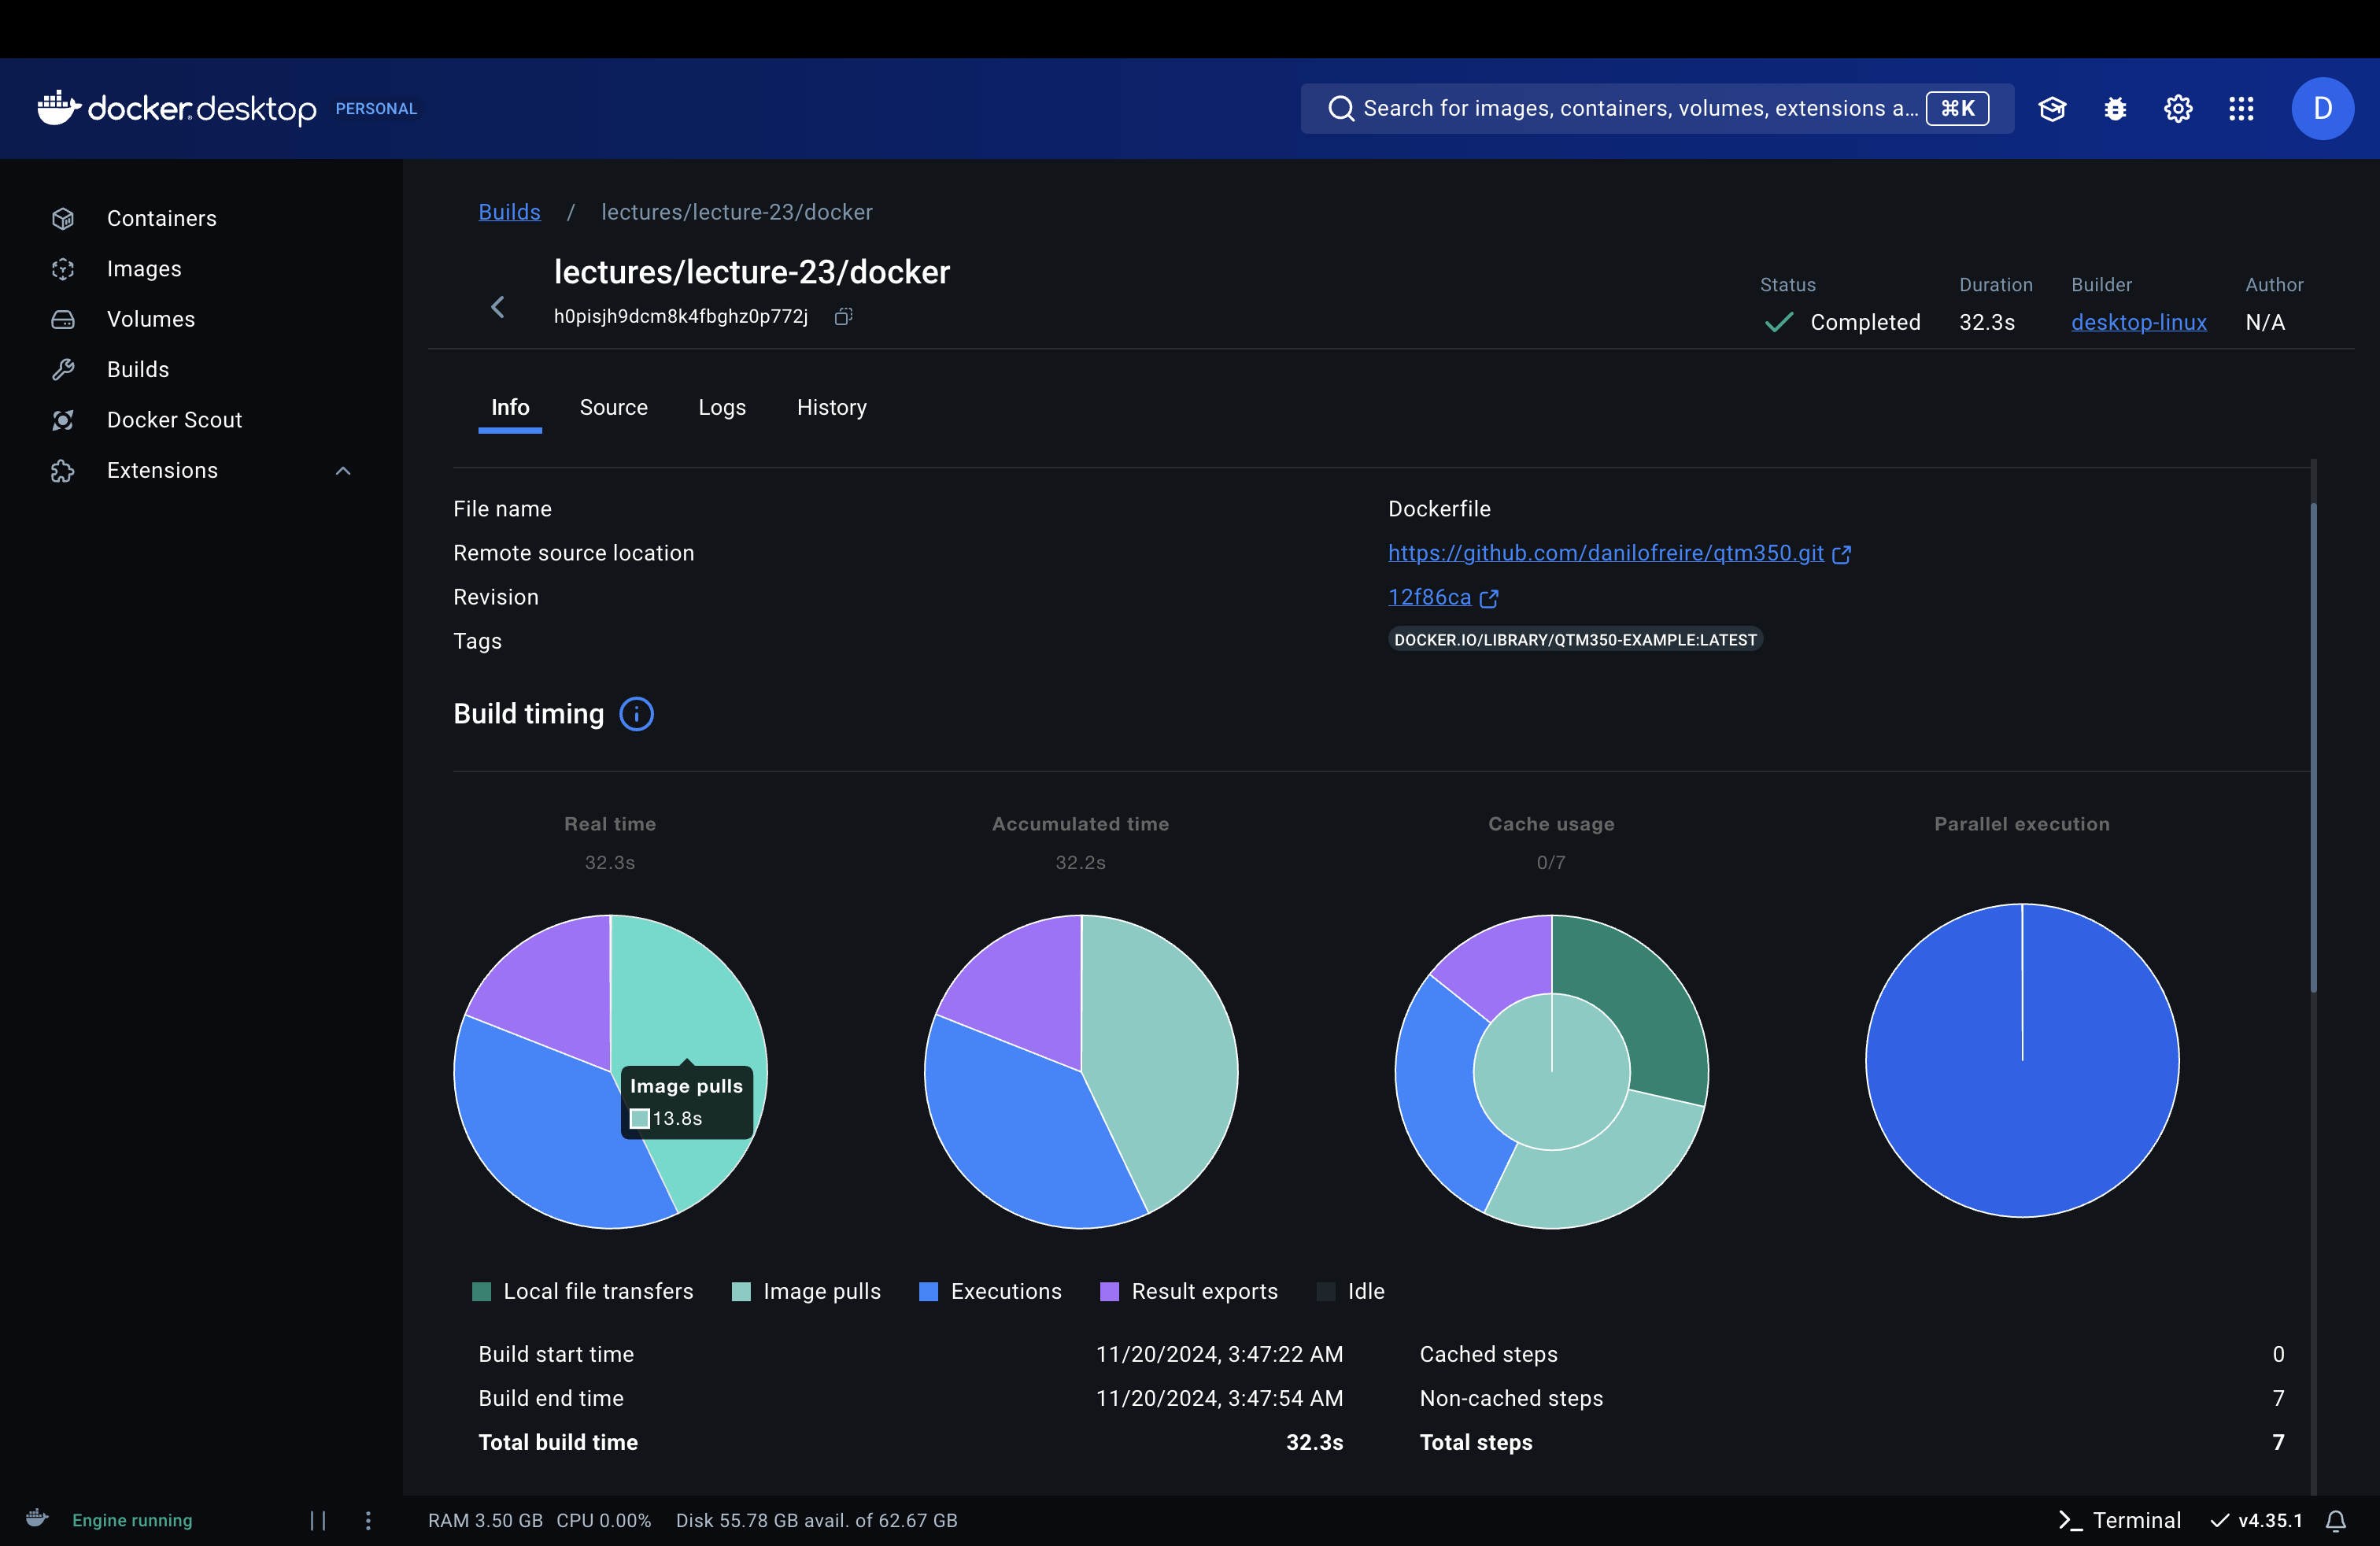 docker desktop PERSONAL
Search for images, containers, volumes, extensions a... ⌘K
D
Containers
Images
Volumes
Builds
Docker Scout
Extensions
Builds / lectures/lecture-23/docker
lectures/lecture-23/docker
h0pisjh9dcm8k4fbghz0p772j
Status Duration Builder Author
Completed 32.3s desktop-linux N/A
Info Source Logs History
File name Dockerfile
Remote source location https://github.com/danilofreire/qtm350.git
Revision 12f86ca
Tags DOCKER.IO/LIBRARY/QTM350-EXAMPLE:LATEST
Build timing
Real time Accumulated time Cache usage Parallel execution
32.3s 32.2s 0/7
Image pulls
13.8s
Local file transfers Image pulls Executions Result exports Idle
Build start time 11/20/2024, 3:47:22 AM Cached steps 0
Build end time 11/20/2024, 3:47:54 AM Non-cached steps 7
Total build time 32.3s Total steps 7
Engine running RAM 3.50 GB CPU 0.00% Disk 55.78 GB avail. of 62.67 GB Terminal v4.35.1